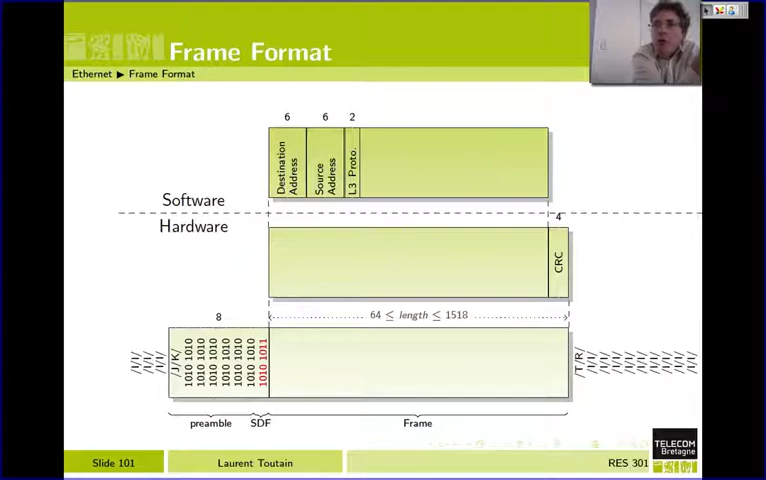 Frame Format
Ethernet ▶ Frame Format
6 6 2
Destination Address
Source Address
L3 Proto.
Software
Hardware
4
CRC
8
64 ≤ length ≤ 1518
/I/
/I/
/I/
/J/K/
1010 1010
1010 1010
1010 1010
1010 1010
1010 1010
1010 1010
1010 1011
/T/R/
/I/
/I/
/I/
/I/
/I/
/I/
/I/
/I/
/I/
preamble SDF Frame
TELECOM
Bretagne
Slide 101 Laurent Toutain RES 301